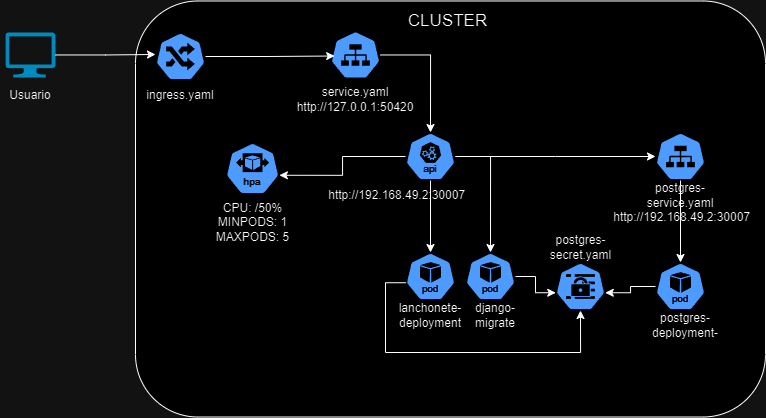 CLUSTER
Usuario
ingress.yaml
service.yaml
http://127.0.0.1:50420
hpa
api
CPU: /50%
MINPODS: 1
MAXPODS: 5
http://192.168.49.2:30007
postgres-
service.yaml
http://192.168.49.2:30007
postgres-
secret.yaml
pod
lanchonete-
deployment
pod
django-
migrate
pod
postgres-
deployment-